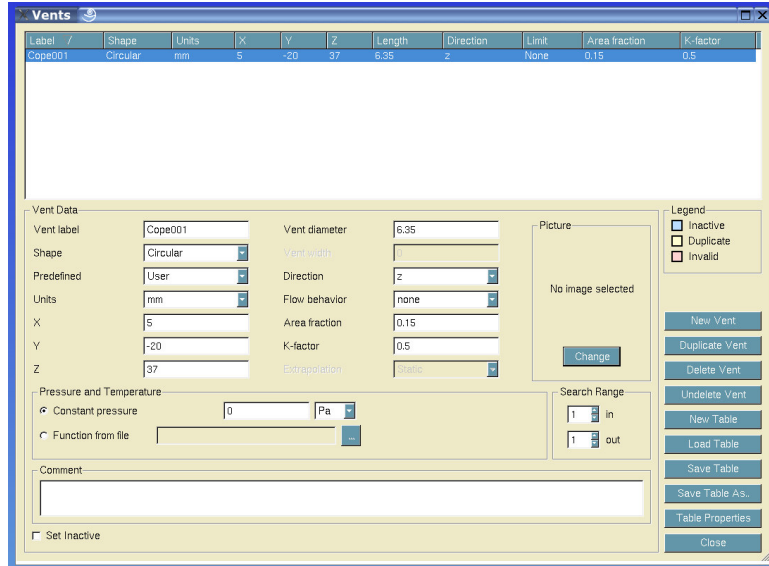 Vents
Label / Shape Units X Y Z Length Direction Limit Area fraction K-factor
Cope001 Circular mm 5 -20 37 6.35 z None 0.15 0.5
Vent Data
Vent label Cope001 Vent diameter 6.35
Shape Circular Vent width 0
Predefined User Direction z
Units mm Flow behavior none
X 5 Area fraction 0.15
Y -20 K-factor 0.5
Z 37 Extrapolation Static
Picture
No image selected
Change
Legend
Inactive
Duplicate
Invalid
Pressure and Temperature
Constant pressure 0 Pa
Function from file ...
Search Range
1 in
1 out
Comment
Set Inactive
New Vent
Duplicate Vent
Delete Vent
Undelete Vent
New Table
Load Table
Save Table
Save Table As..
Table Properties
Close